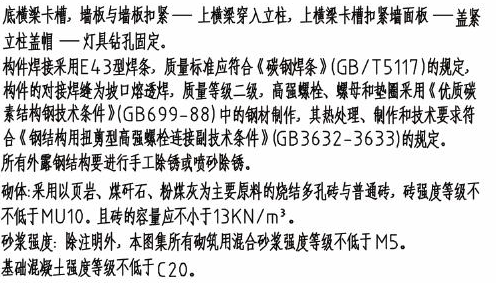 底横梁卡槽，墙板与墙板扣紧 — 上横梁穿入立柱，上横梁卡槽扣紧墙面板 — 盖紧
立柱盖帽 — 灯具钻孔固定。
构件焊接采用E43型焊条，质量标准应符合《碳钢焊条》(GB/T5117)的规定，
构件的对接焊缝为坡口熔透焊，质量等级二级，高强螺栓、螺母和垫圈采用《优质碳
素结构钢技术条件》(GB699-88)中的钢材制作，其热处理、制作和技术要求符
合《钢结构用扭剪型高强螺栓连接副技术条件》(GB3632-3633)的规定。
所有外露钢结构要进行手工除锈或喷砂除锈。
砌体:采用以页岩、煤矸石、粉煤灰为主要原料的烧结多孔砖与普通砖，砖强度等级不
不低于MU10。且砖的容量应不小于13KN/m³。
砂浆强度：除注明外，本图集所有砌筑用混合砂浆强度等级不低于M5。
基础混凝土强度等级不低于C20。